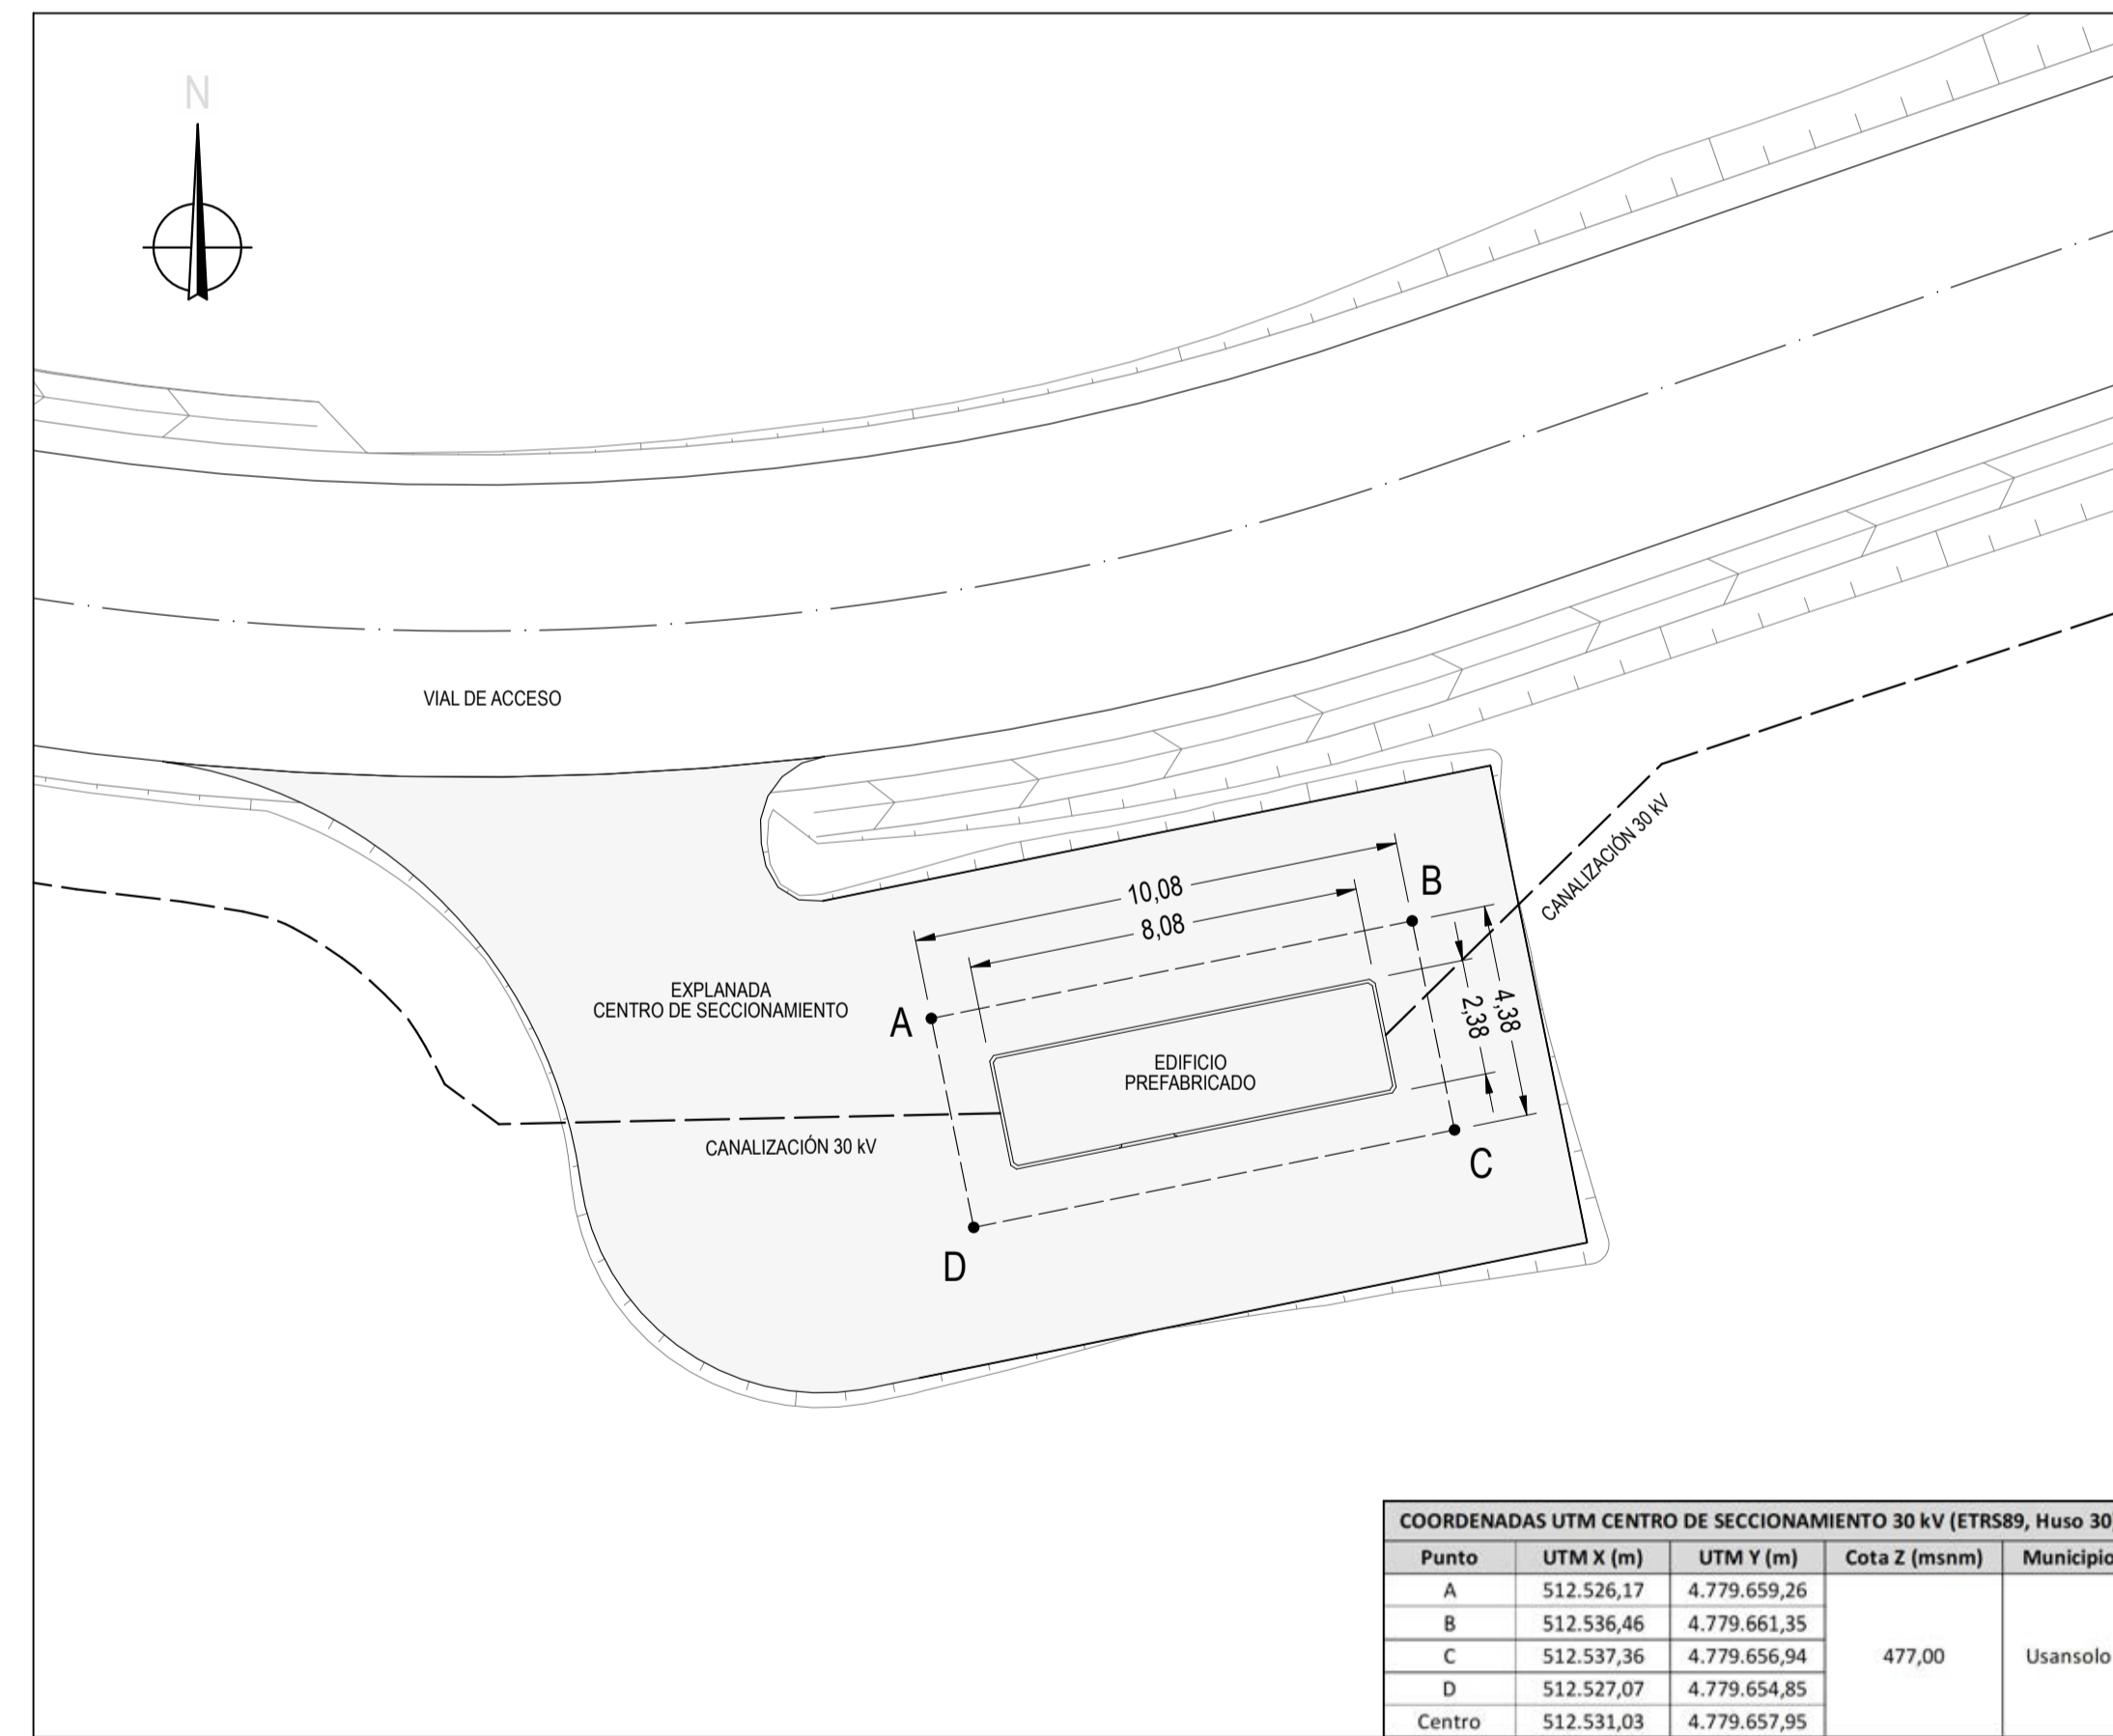 N
VIAL DE ACCESO
CANALIZACIÓN 30 kV
10,08
B
8,08
EXPLANADA
CENTRO DE SECCIONAMIENTO
A
4,38
2,38
EDIFICIO
PREFABRICADO
CANALIZACIÓN 30 kV
C
D
COORDENADAS UTM CENTRO DE SECCIONAMIENTO 30 kV (ETRS89, Huso 30
Punto UTM X (m) UTM Y (m) Cota Z (msnm) Municipio
A 512.526,17 4.779.659,26
B 512.536,46 4.779.661,35
C 512.537,36 4.779.656,94 477,00 Usansolo
D 512.527,07 4.779.654,85
Centro 512.531,03 4.779.657,95